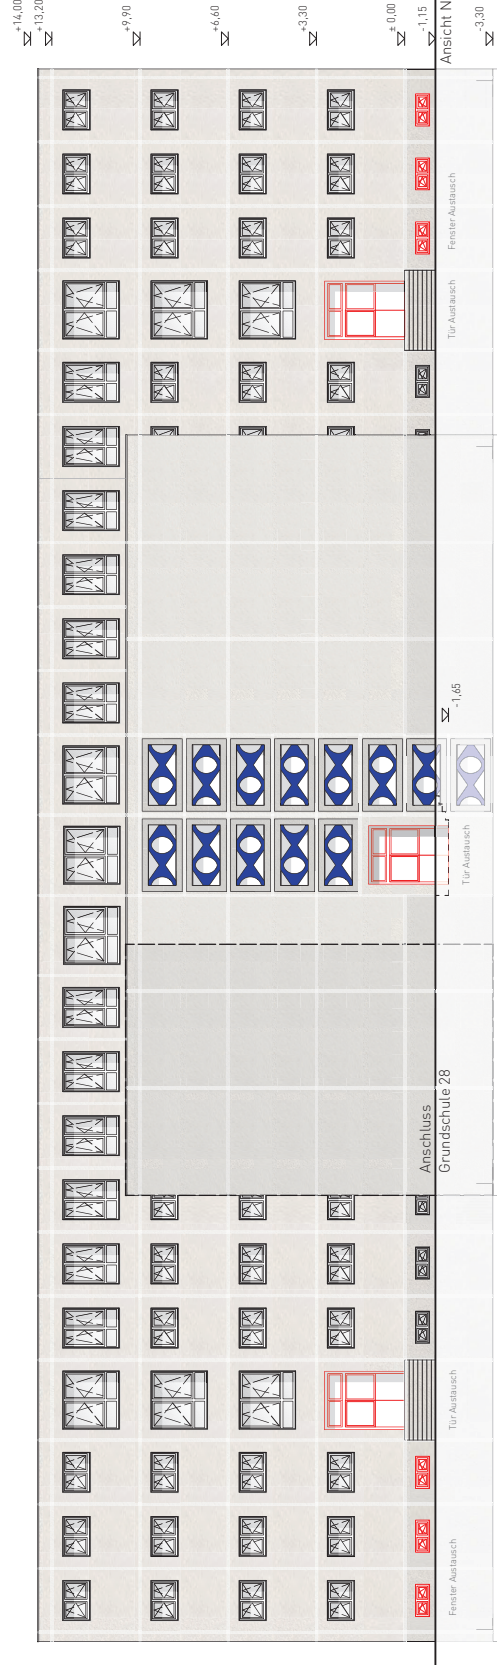 +14,00
+13,20
+9,90
+6,60
+3,30
± 0,00
-1,15
-3,30
Ansicht N
Fenster Austausch
Tür Austausch
-1,65
Tür Austausch
Anschluss
Grundschule 28
Tür Austausch
Fenster Austausch